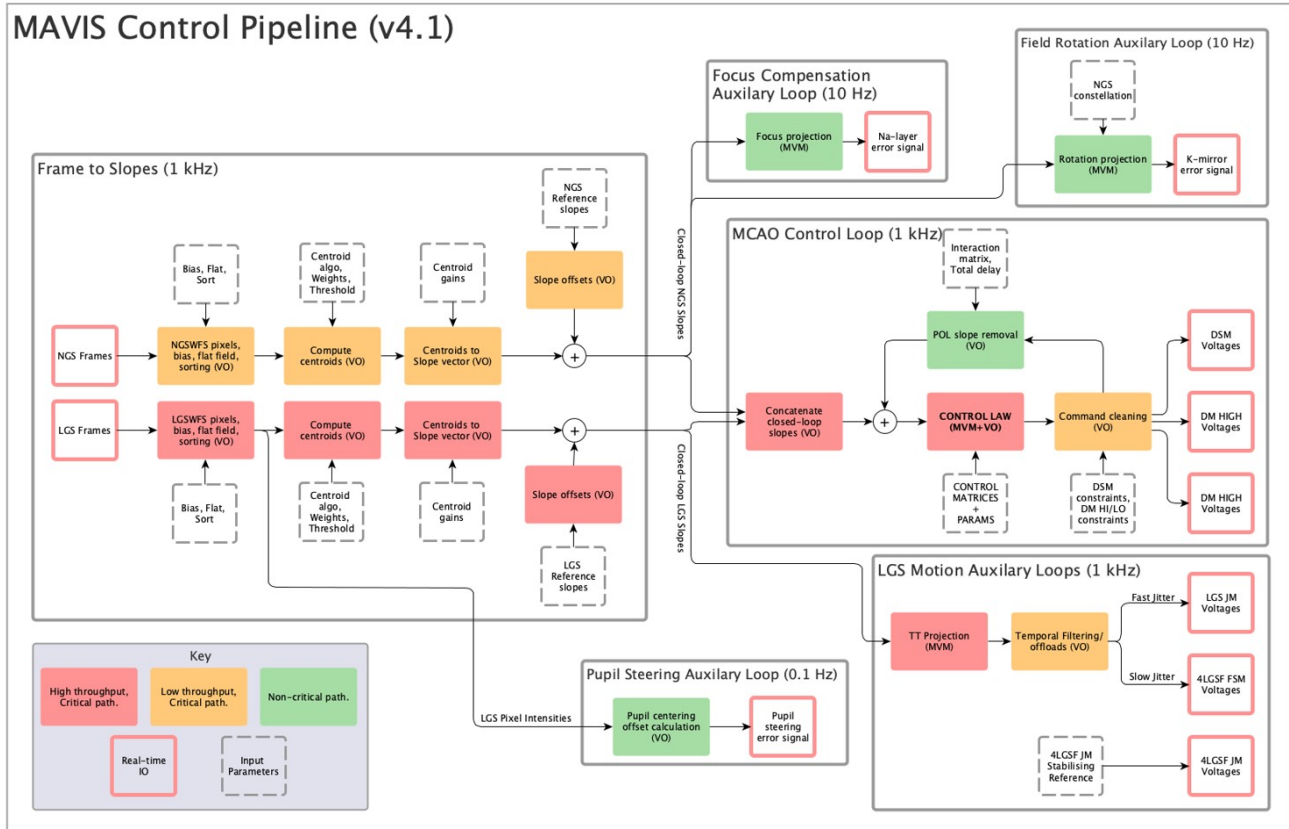 MAVIS Control Pipeline (v4.1)
Frame to Slopes (1 kHz)
NGS
Reference
slopes
Bias, Flat,
Sort
Centroid
algo,
Weights,
Threshold
Centroid
gains
Slope offsets (VO)
NGS Frames
NGSWFS pixels,
bias, flat field,
sorting (VO)
Compute
centroids (VO)
Centroids to
Slope vector (VO)
+
LGS Frames
LGSWFS pixels,
bias, flat field,
sorting (VO)
Compute
centroids (VO)
Centroids to
Slope vector (VO)
+
Bias, Flat,
Sort
Centroid
algo,
Weights,
Threshold
Centroid
gains
Slope offsets (VO)
LGS
Reference
slopes
Closed-loop NGS Slopes
Closed-loop LGS Slopes
LGS Pixel Intensities
Focus Compensation
Auxilary Loop (10 Hz)
Focus projection
(MVM)
Na-layer
error signal
Field Rotation Auxilary Loop (10 Hz)
NGS
constellation
Rotation projection
(MVM)
K-mirror
error signal
MCAO Control Loop (1 kHz)
Interaction
matrix,
Total delay
POL slope removal
(VO)
Concatenate
closed-loop
slopes (VO)
+
CONTROL LAW
(MVM+VO)
Command cleaning
(VO)
CONTROL
MATRICES
+
PARAMS
DSM
constraints,
DM HI/LO
constraints
DSM
Voltages
DM HIGH
Voltages
DM HIGH
Voltages
LGS Motion Auxilary Loops (1 kHz)
TT Projection
(MVM)
Temporal Filtering/
offloads (VO)
Fast Jitter
LGS JM
Voltages
Slow Jitter
4LGSF FSM
Voltages
4LGSF JM
Stabilising
Reference
4LGSF JM
Voltages
Pupil Steering Auxilary Loop (0.1 Hz)
Pupil centering
offset calculation
(VO)
Pupil
steering
error signal
Key
High throughput,
Critical path.
Low throughput,
Critical path.
Non-critical path.
Real-time
IO
Input
Parameters